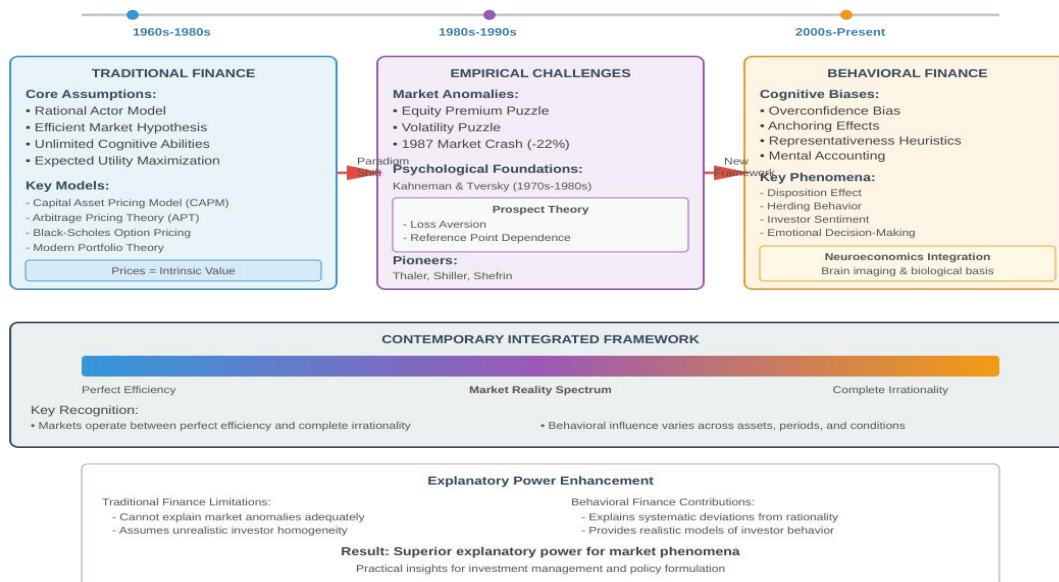 1960s-1980s
1980s-1990s
2000s-Present
TRADITIONAL FINANCE
Core Assumptions:
• Rational Actor Model
• Efficient Market Hypothesis
• Unlimited Cognitive Abilities
• Expected Utility Maximization
Key Models:
- Capital Asset Pricing Model (CAPM)
- Arbitrage Pricing Theory (APT)
- Black-Scholes Option Pricing
- Modern Portfolio Theory
Prices = Intrinsic Value
Paradigm
Shift
EMPIRICAL CHALLENGES
Market Anomalies:
• Equity Premium Puzzle
• Volatility Puzzle
• 1987 Market Crash (-22%)
Psychological Foundations:
Kahneman & Tversky (1970s-1980s)
Prospect Theory
- Loss Aversion
- Reference Point Dependence
Pioneers:
Thaler, Shiller, Shefrin
New
Framework
BEHAVIORAL FINANCE
Cognitive Biases:
• Overconfidence Bias
• Anchoring Effects
• Representativeness Heuristics
• Mental Accounting
Key Phenomena:
- Disposition Effect
- Herding Behavior
- Investor Sentiment
- Emotional Decision-Making
Neuroeconomics Integration
Brain imaging & biological basis
CONTEMPORARY INTEGRATED FRAMEWORK
Perfect Efficiency
Market Reality Spectrum
Complete Irrationality
Key Recognition:
• Markets operate between perfect efficiency and complete irrationality
• Behavioral influence varies across assets, periods, and conditions
Explanatory Power Enhancement
Traditional Finance Limitations:
- Cannot explain market anomalies adequately
- Assumes unrealistic investor homogeneity
Behavioral Finance Contributions:
- Explains systematic deviations from rationality
- Provides realistic models of investor behavior
Result: Superior explanatory power for market phenomena
Practical insights for investment management and policy formulation